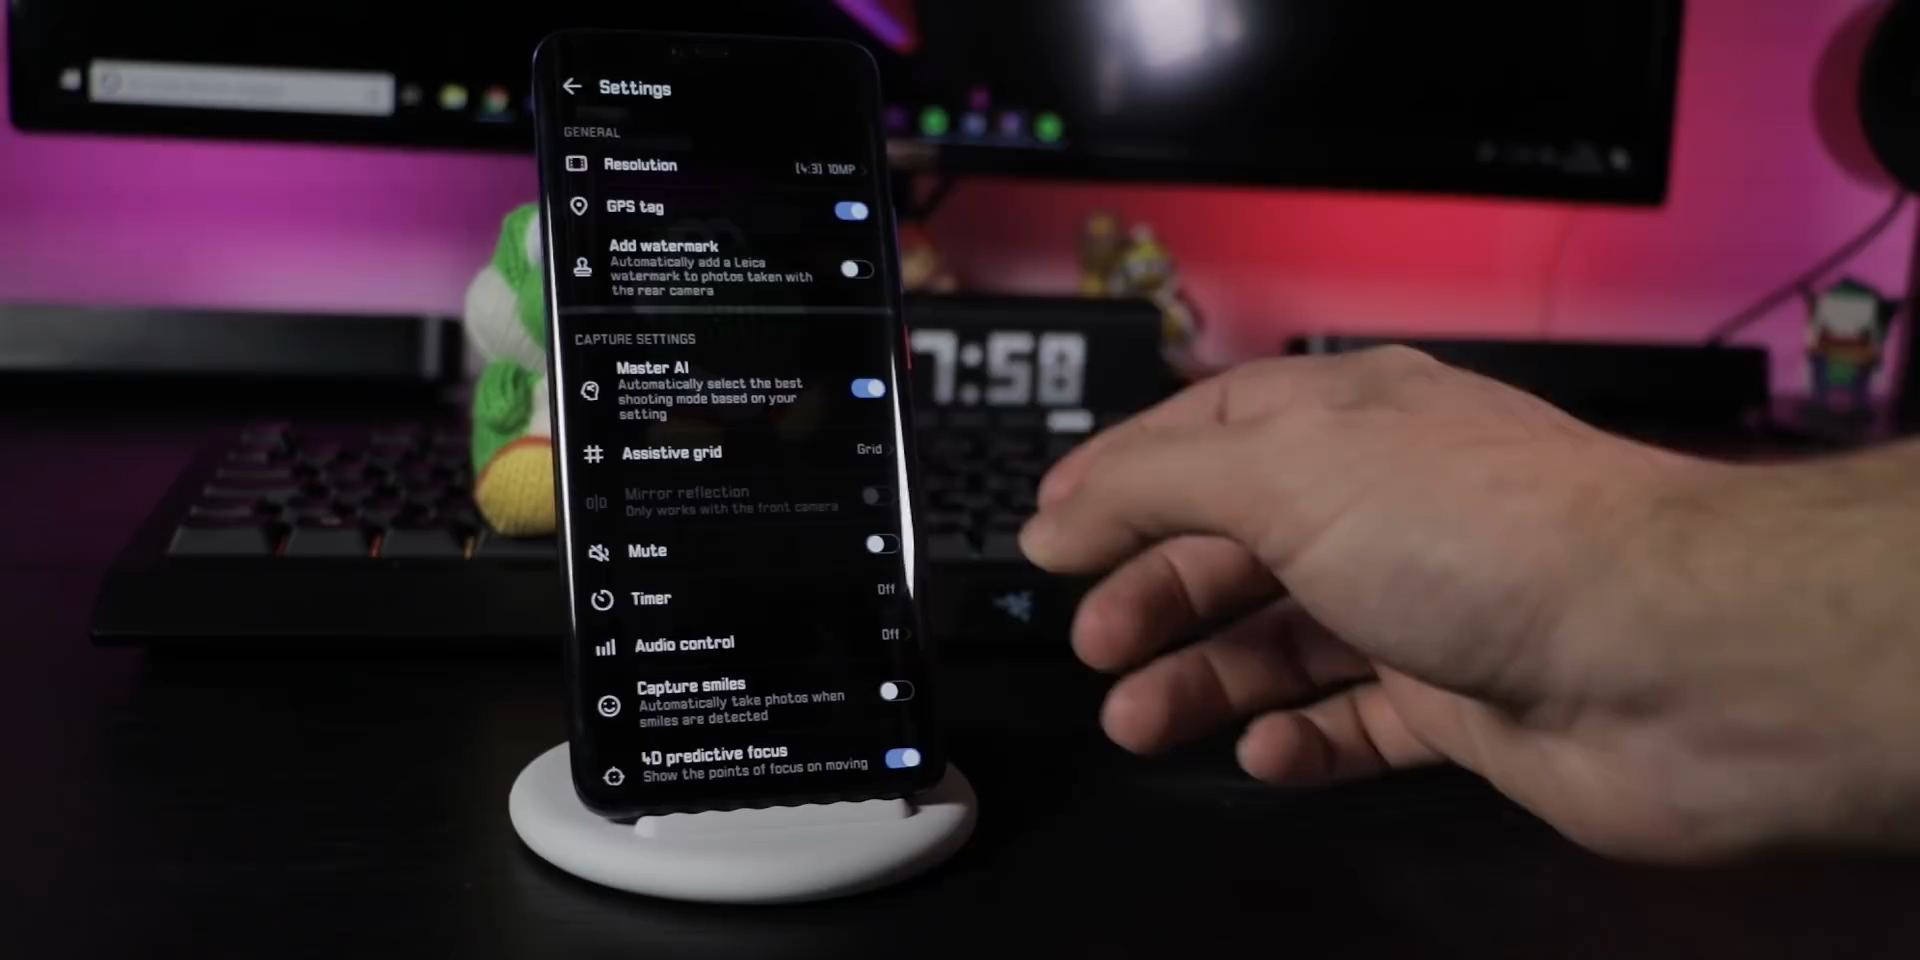 Settings
GENERAL
Resolution
[4:3] 10MP
GPS tag
Add watermark
Automatically add a Leica
watermark to photos taken with
the rear camera
CAPTURE SETTINGS
Master AI
Automatically select the best
shooting mode based on your
setting
Assistive grid
Grid
Mirror reflection
Only works with the front camera
Mute
Timer
Off
Audio control
Off
Capture smiles
Automatically take photos when
smiles are detected
4D predictive focus
Show the points of focus on moving
7:58